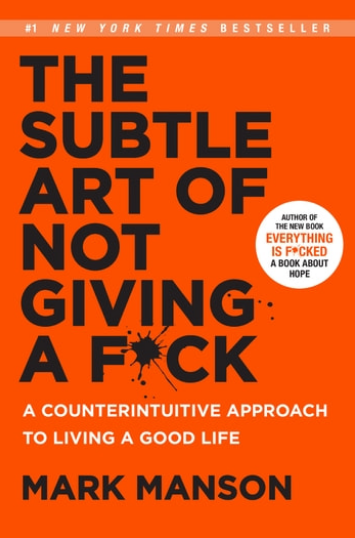 #1 NEW YORK TIMES BESTSELLER
THE
SUBTLE
ART OF
NOT
GIVING
A F*CK
AUTHOR OF
THE NEW BOOK
EVERYTHING
IS F*CKED
A BOOK ABOUT
HOPE
A COUNTERINTUITIVE APPROACH
TO LIVING A GOOD LIFE
MARK MANSON